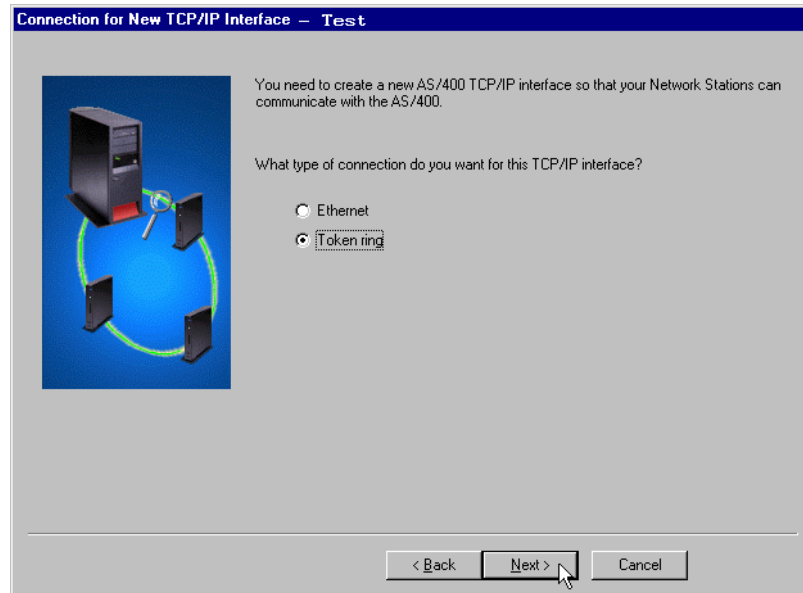 Connection for New TCP/IP Interface – Test
You need to create a new AS/400 TCP/IP interface so that your Network Stations can
communicate with the AS/400.
What type of connection do you want for this TCP/IP interface?
Ethernet
Token ring
< Back Next > Cancel